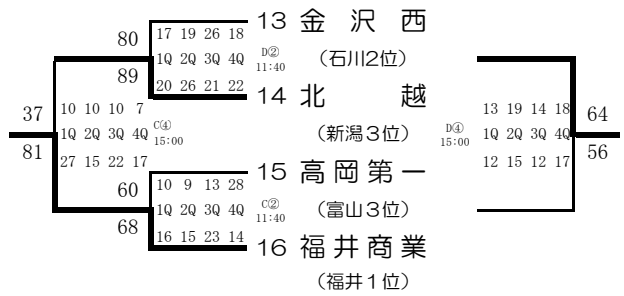 13 金沢西
80 17 19 26 18
1Q 2Q 3Q 4Q D② 11:40 (石川2位)
89 20 26 21 22
14 北越
37 10 10 10 7 (新潟3位) 13 19 14 18 64
1Q 2Q 3Q 4Q C④ 15:00 D④ 15:00 1Q 2Q 3Q 4Q
81 27 15 22 17 12 15 12 17 56
15 高岡第一
60 10 9 13 28
1Q 2Q 3Q 4Q C② 11:40 (富山3位)
68 16 15 23 14
16 福井商業
(福井1位)